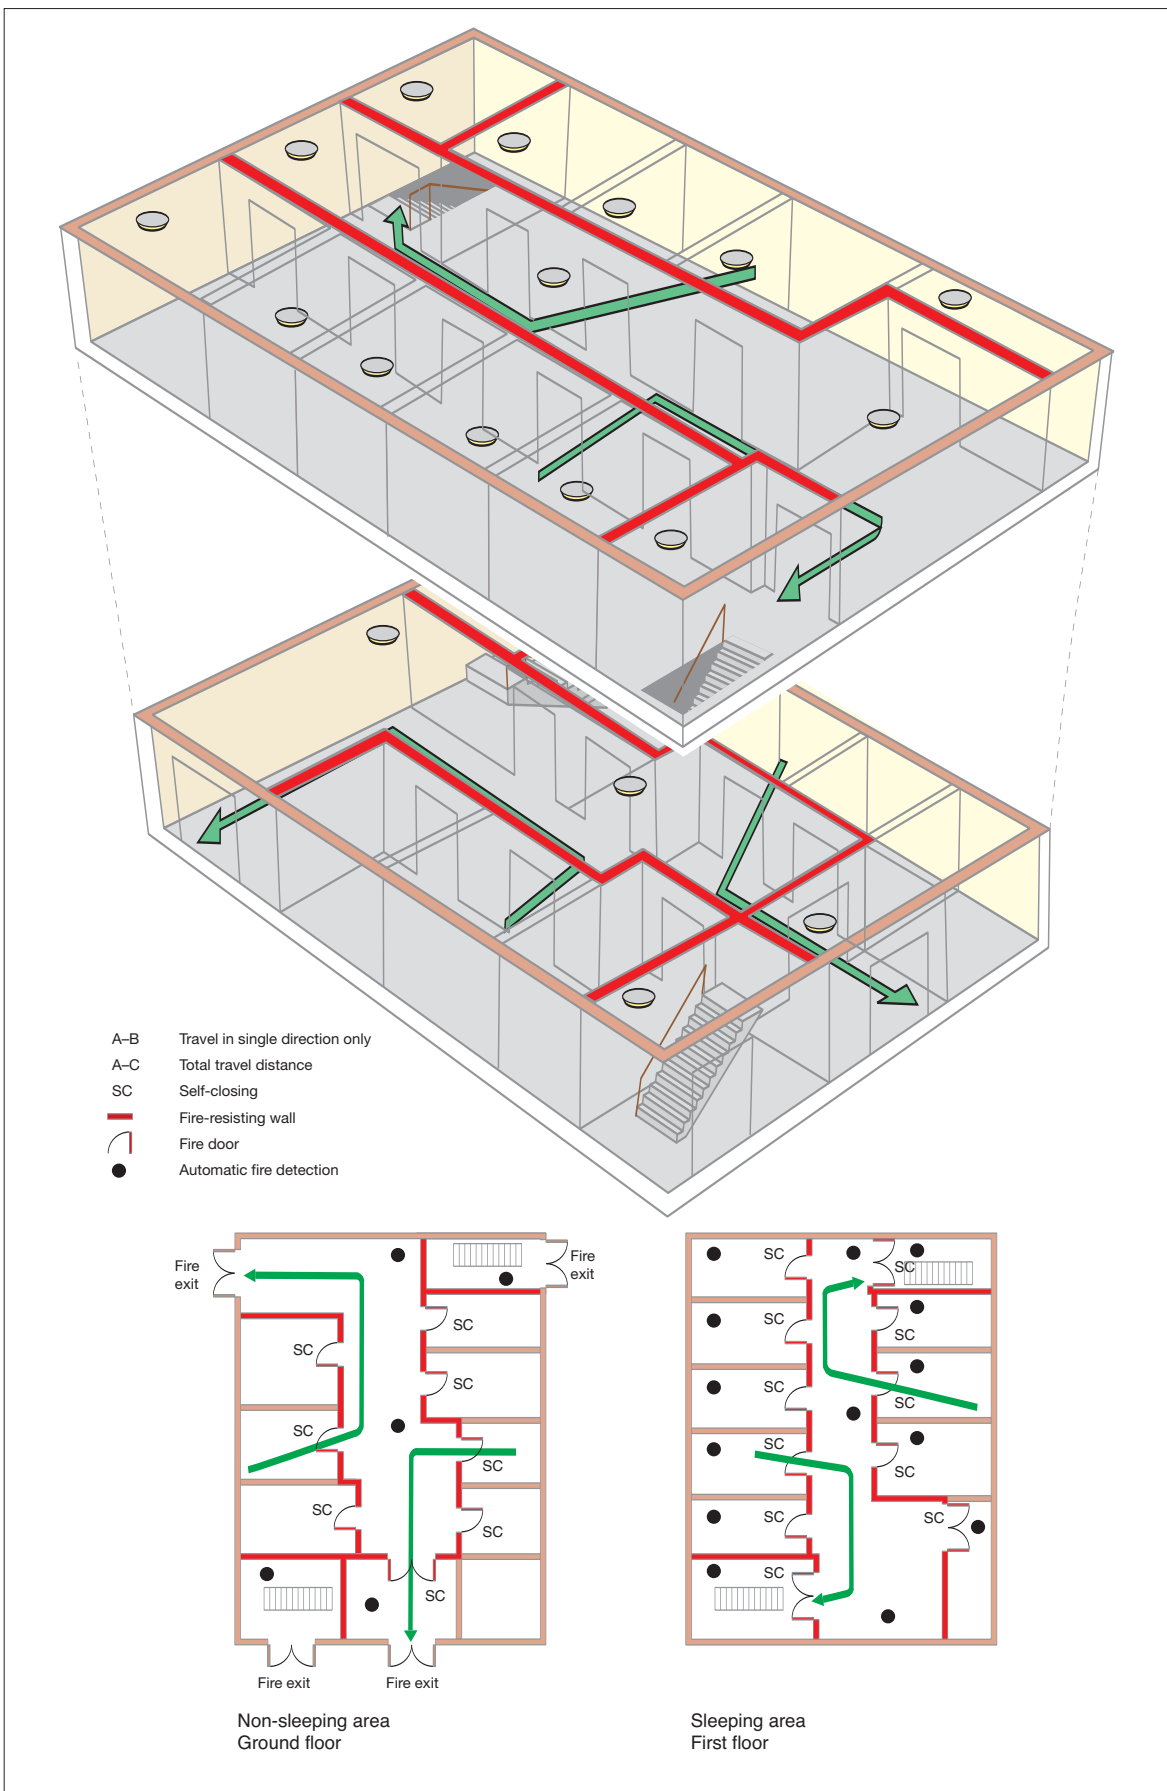 A–B Travel in single direction only
A–C Total travel distance
SC Self-closing
Fire-resisting wall
Fire door
Automatic fire detection
Fire
exit
Fire
exit
SC
SC
SC
SC
SC
SC
SC
SC
Fire exit
Fire exit
Non-sleeping area
Ground floor
SC
SC
SC
SC
SC
SC
SC
SC
SC
SC
SC
Sleeping area
First floor